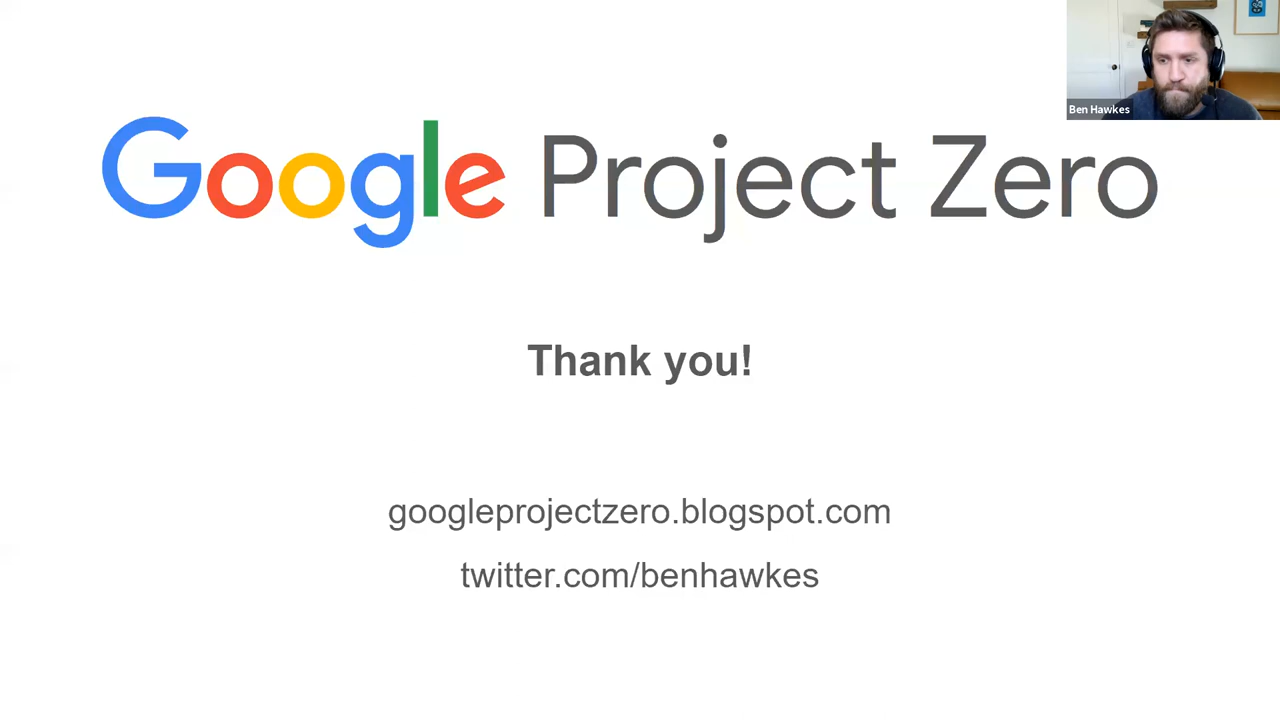 Ben Hawkes
Google Project Zero
Thank you!
googleprojectzero.blogspot.com
twitter.com/benhawkes